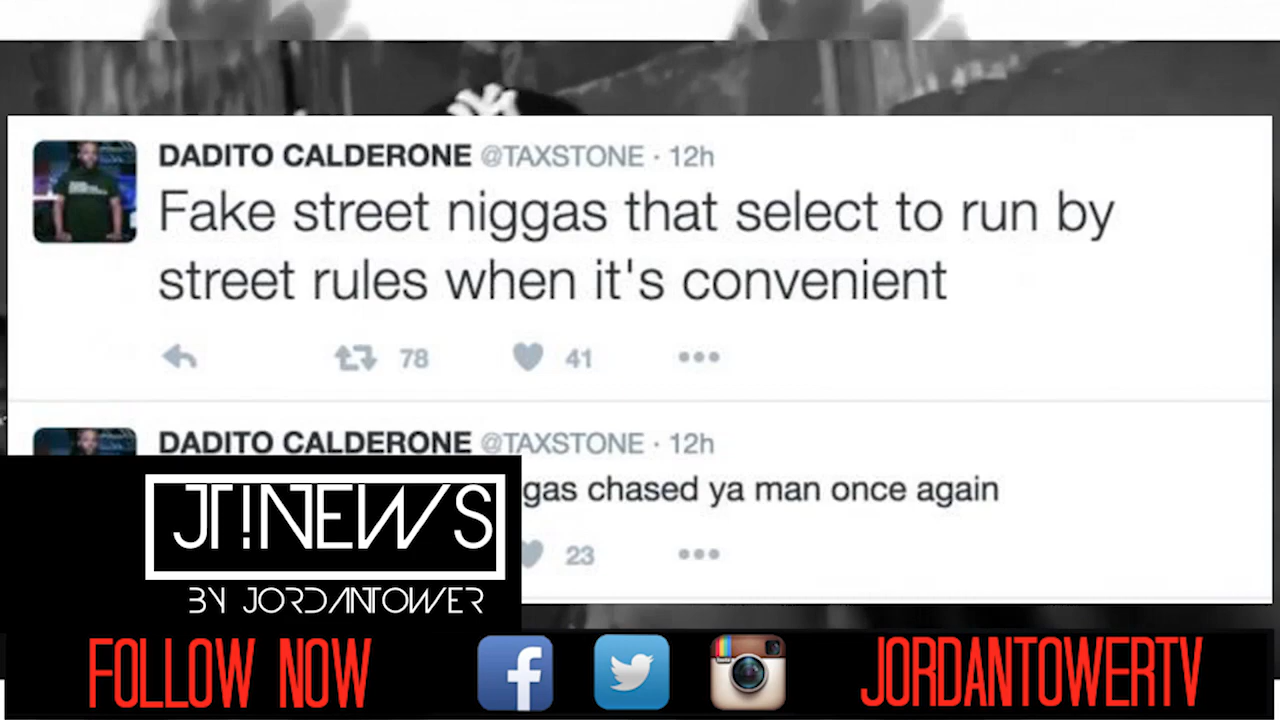 DADITO CALDERONE @TAXSTONE · 12h
Fake street niggas that select to run by
street rules when it's convenient
78 41
DADITO CALDERONE @TAXSTONE · 12h
gas chased ya man once again
23
JT!NEWS
BY JORDANTOWER
FOLLOW NOW JORDANTOWERTV